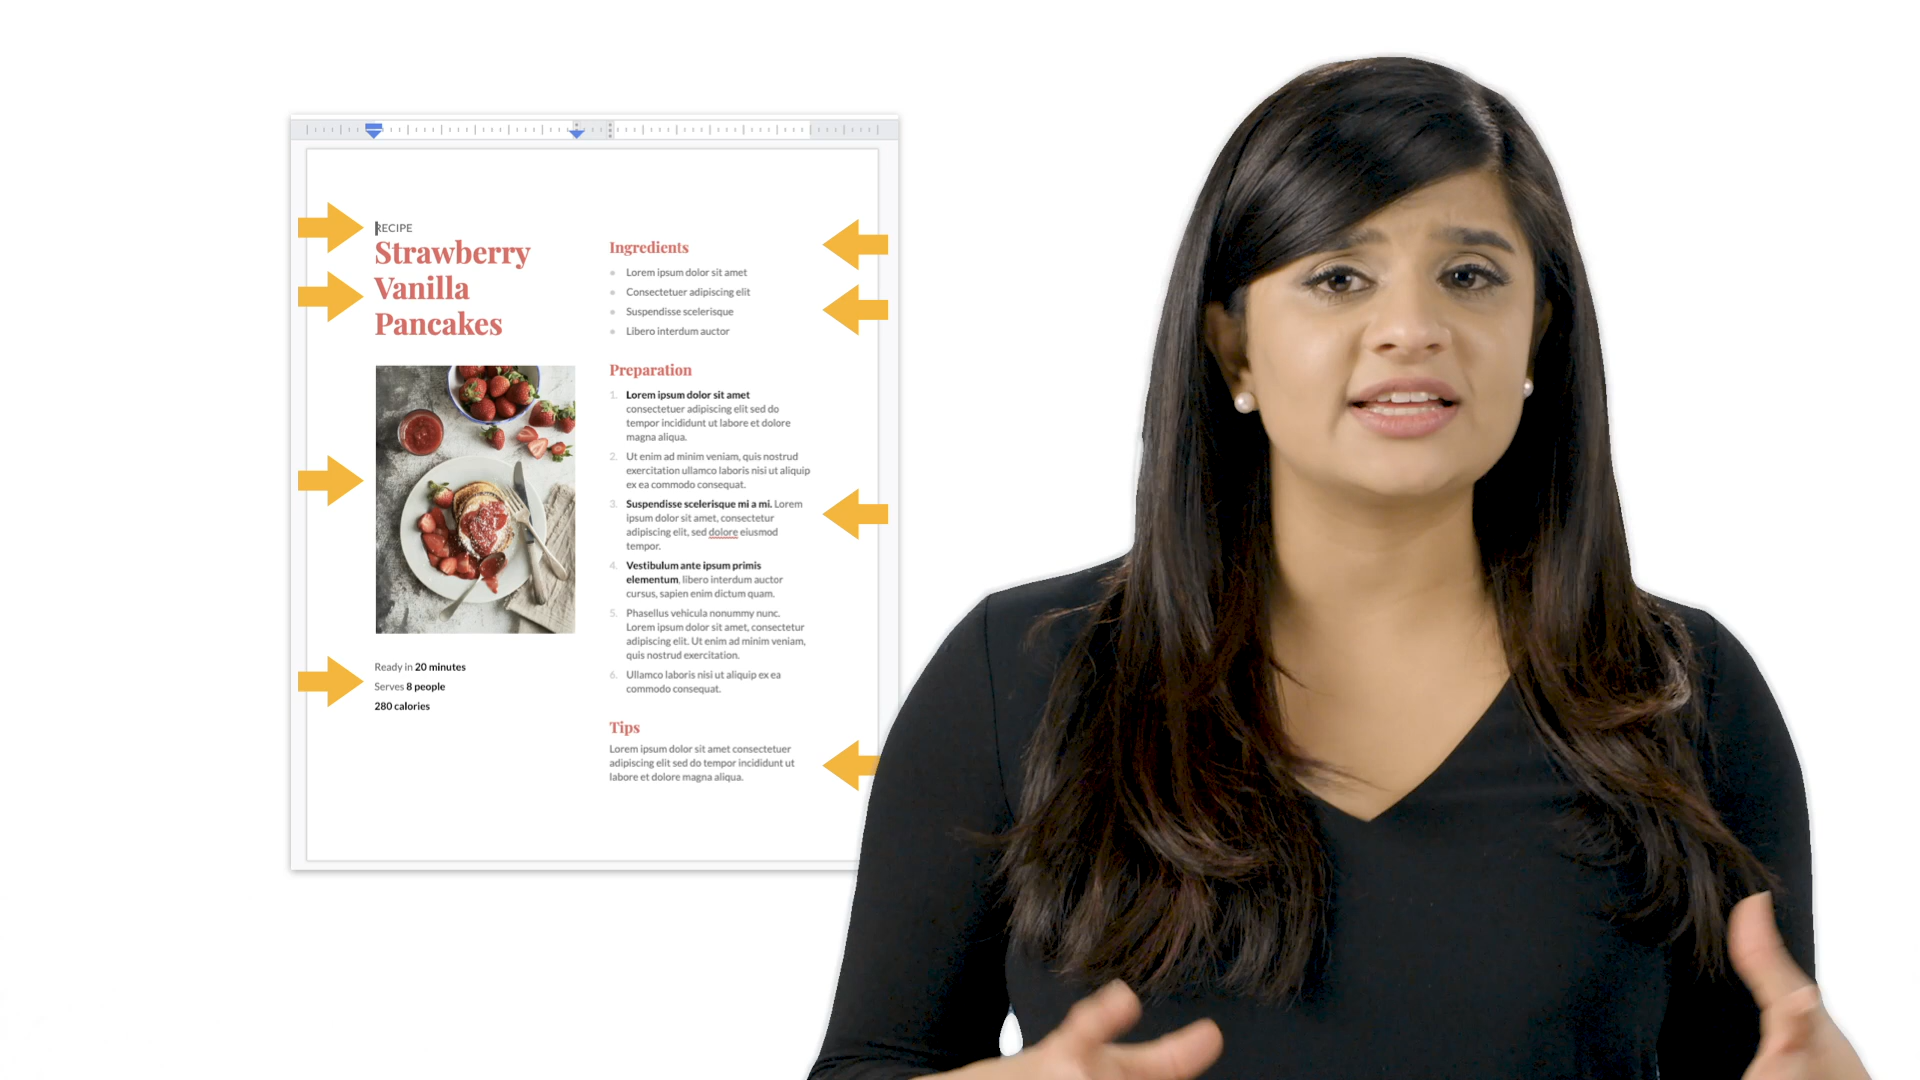 RECIPE
Strawberry
Vanilla
Pancakes
Ready in 20 minutes
Serves 8 people
280 calories
Ingredients
Lorem ipsum dolor sit amet
Consectetuer adipiscing elit
Suspendisse scelerisque
Libero interdum auctor
Preparation
1. Lorem ipsum dolor sit amet
consectetuer adipiscing elit sed do
tempor incididunt ut labore et dolore
magna aliqua.
2. Ut enim ad minim veniam, quis nostrud
exercitation ullamco laboris nisi ut aliquip
ex ea commodo consequat.
3. Suspendisse scelerisque mi a mi. Lorem
ipsum dolor sit amet, consectetur
adipiscing elit, sed dolore eiusmod
tempor.
4. Vestibulum ante ipsum primis
elementum, libero interdum auctor
cursus, sapien enim dictum quam.
5. Phasellus vehicula nonummy nunc.
Lorem ipsum dolor sit amet, consectetur
adipiscing elit. Ut enim ad minim veniam,
quis nostrud exercitation.
6. Ullamco laboris nisi ut aliquip ex ea
commodo consequat.
Tips
Lorem ipsum dolor sit amet consectetuer
adipiscing elit sed do tempor incididunt ut
labore et dolore magna aliqua.